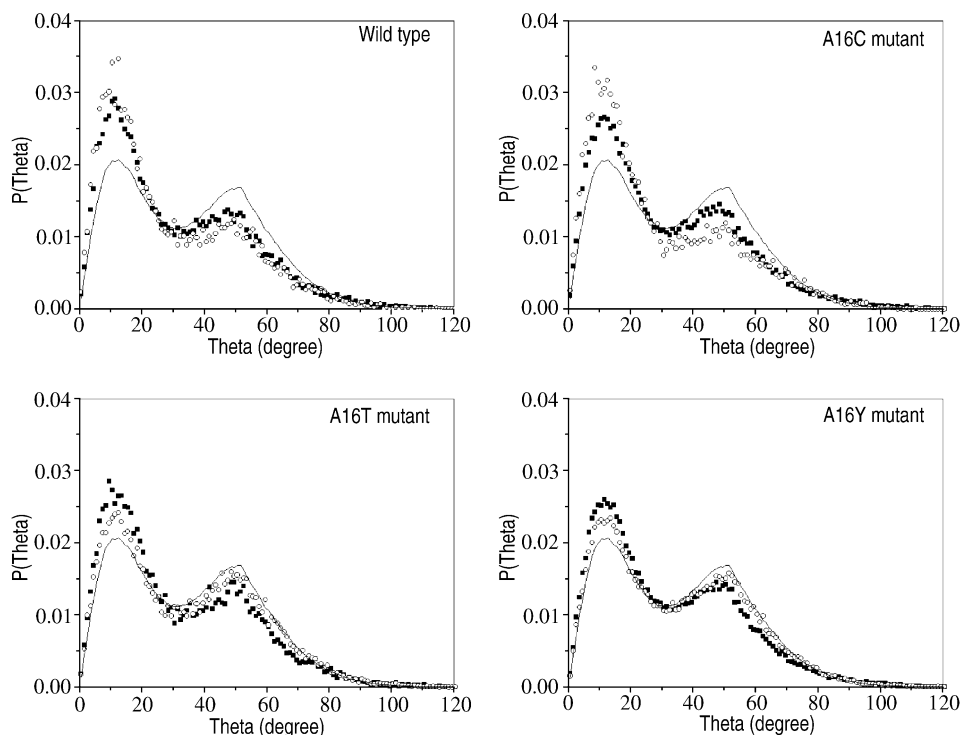 Wild type
0.04
0.03
0.02
0.01
0.00
P(Theta)
0 20 40 60 80 100 120
Theta (degree)
A16C mutant
0.04
0.03
0.02
0.01
0.00
P(Theta)
0 20 40 60 80 100 120
Theta (degree)
A16T mutant
0.04
0.03
0.02
0.01
0.00
P(Theta)
0 20 40 60 80 100 120
Theta (degree)
A16Y mutant
0.04
0.03
0.02
0.01
0.00
P(Theta)
0 20 40 60 80 100 120
Theta (degree)